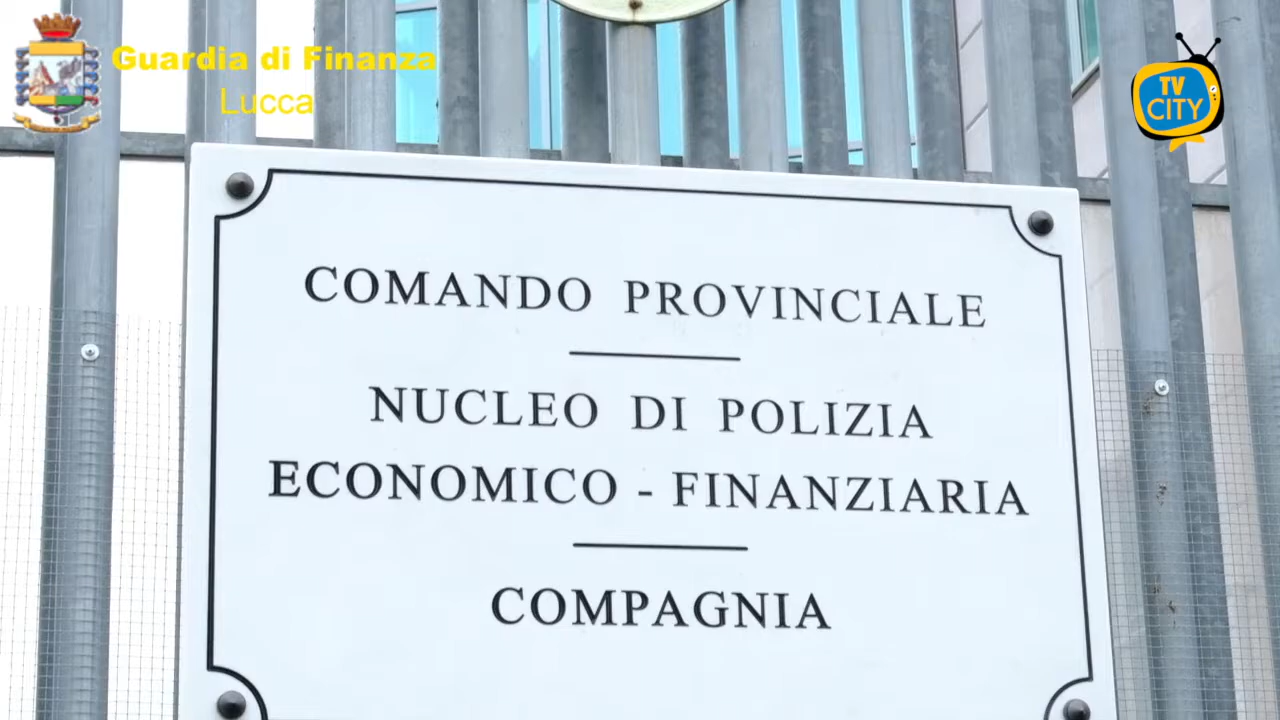 Guardia di Finanza
Lucca
TV
CITY
COMANDO PROVINCIALE
NUCLEO DI POLIZIA
ECONOMICO - FINANZIARIA
COMPAGNIA